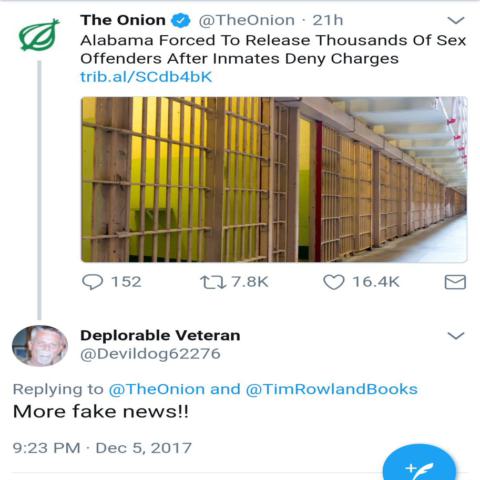 The Onion @TheOnion · 21h
Alabama Forced To Release Thousands Of Sex
Offenders After Inmates Deny Charges
trib.al/SCdb4bK
152 7.8K 16.4K
Deplorable Veteran
@Devildog62276
Replying to @TheOnion and @TimRowlandBooks
More fake news!!
9:23 PM · Dec 5, 2017